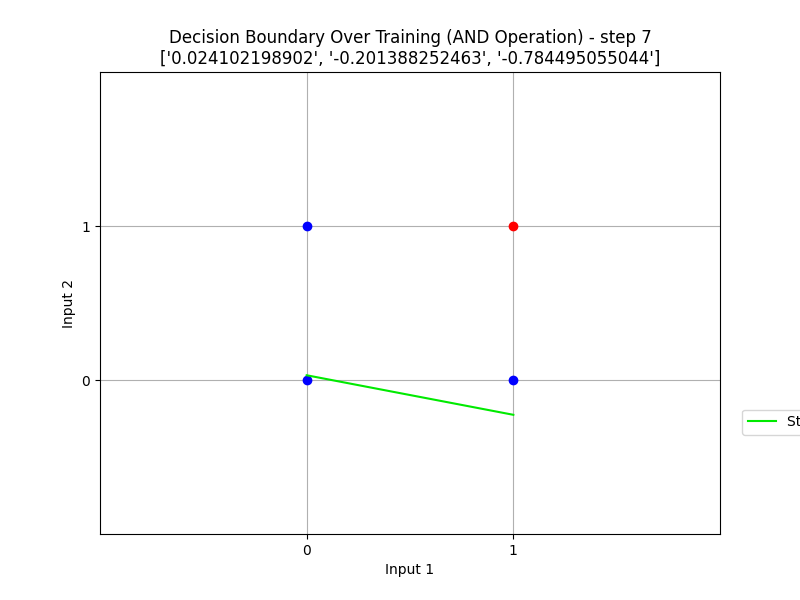 Decision Boundary Over Training (AND Operation) - step 7
['0.024102198902', '-0.201388252463', '-0.784495055044']
1
Input 2
0
St
0 1
Input 1